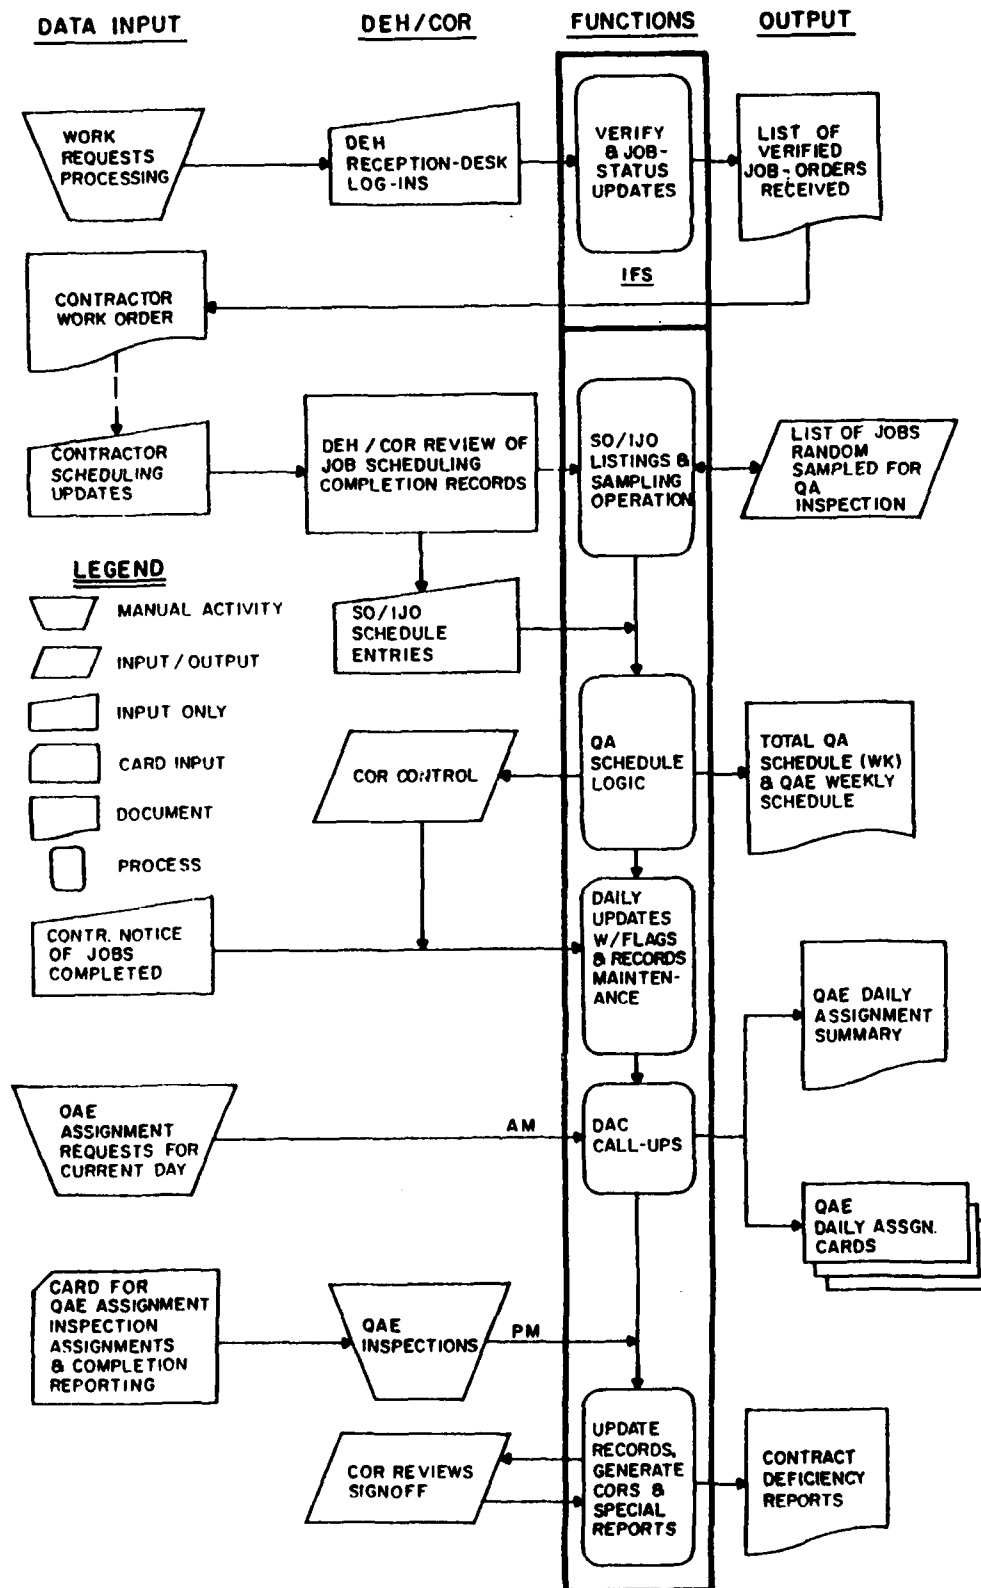 DATA INPUT
DEH/COR
FUNCTIONS
OUTPUT
WORK
REQUESTS
PROCESSING
DEH
RECEPTION-DESK
LOG-INS
VERIFY
& JOB-
STATUS
UPDATES
IFS
LIST OF
VERIFIED
JOB-ORDERS
RECEIVED
CONTRACTOR
WORK ORDER
CONTRACTOR
SCHEDULING
UPDATES
DEH / COR REVIEW OF
JOB SCHEDULING
COMPLETION RECORDS
SO/IJO
LISTINGS &
SAMPLING
OPERATION
LIST OF JOBS
RANDOM
SAMPLED FOR
QA
INSPECTION
LEGEND
MANUAL ACTIVITY
INPUT / OUTPUT
INPUT ONLY
CARD INPUT
DOCUMENT
PROCESS
SO/IJO
SCHEDULE
ENTRIES
COR CONTROL
QA
SCHEDULE
LOGIC
TOTAL QA
SCHEDULE (WK)
& QAE WEEKLY
SCHEDULE
CONTR. NOTICE
OF JOBS
COMPLETED
DAILY
UPDATES
W/FLAGS
& RECORDS
MAINTEN-
ANCE
QAE DAILY
ASSIGNMENT
SUMMARY
QAE
ASSIGNMENT
REQUESTS FOR
CURRENT DAY
AM
DAC
CALL-UPS
QAE
DAILY ASSGN.
CARDS
CARD FOR
QAE ASSIGNMENT
INSPECTION
ASSIGNMENTS
& COMPLETION
REPORTING
QAE
INSPECTIONS
PM
COR REVIEWS
SIGNOFF
UPDATE
RECORDS,
GENERATE
CORS &
SPECIAL
REPORTS
CONTRACT
DEFICIENCY
REPORTS